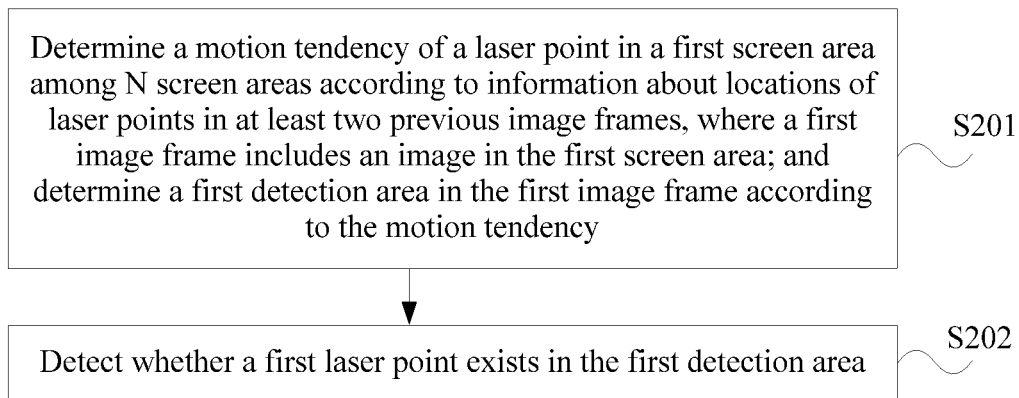 Determine a motion tendency of a laser point in a first screen area
among N screen areas according to information about locations of
laser points in at least two previous image frames, where a first
image frame includes an image in the first screen area; and
determine a first detection area in the first image frame according
to the motion tendency
S201
Detect whether a first laser point exists in the first detection area
S202